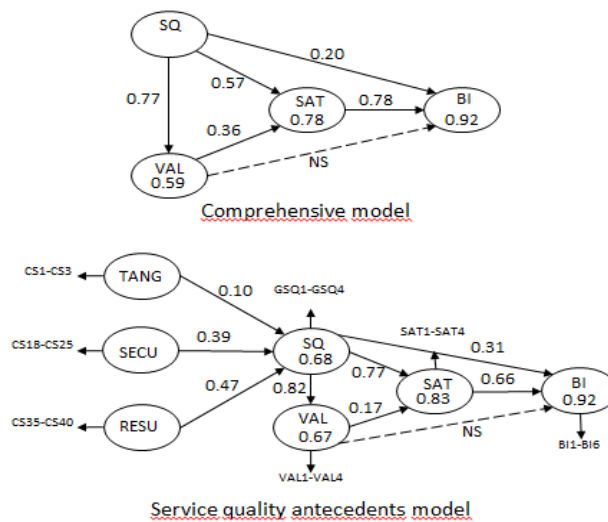 SQ
0.20
0.57
0.77
SAT
0.78
0.78
BI
0.92
0.36
VAL
0.59
NS
Comprehensive model
CS1-CS3
TANG
GSQ1-GSQ4
0.10
SAT1-SAT4
CS18-CS25
SECU
0.39
SQ
0.68
0.31
0.77
0.47
0.82
SAT
0.83
0.66
BI
0.92
CS35-CS40
RESU
VAL
0.67
0.17
NS
BI1-BI6
VAL1-VAL4
Service quality antecedents model